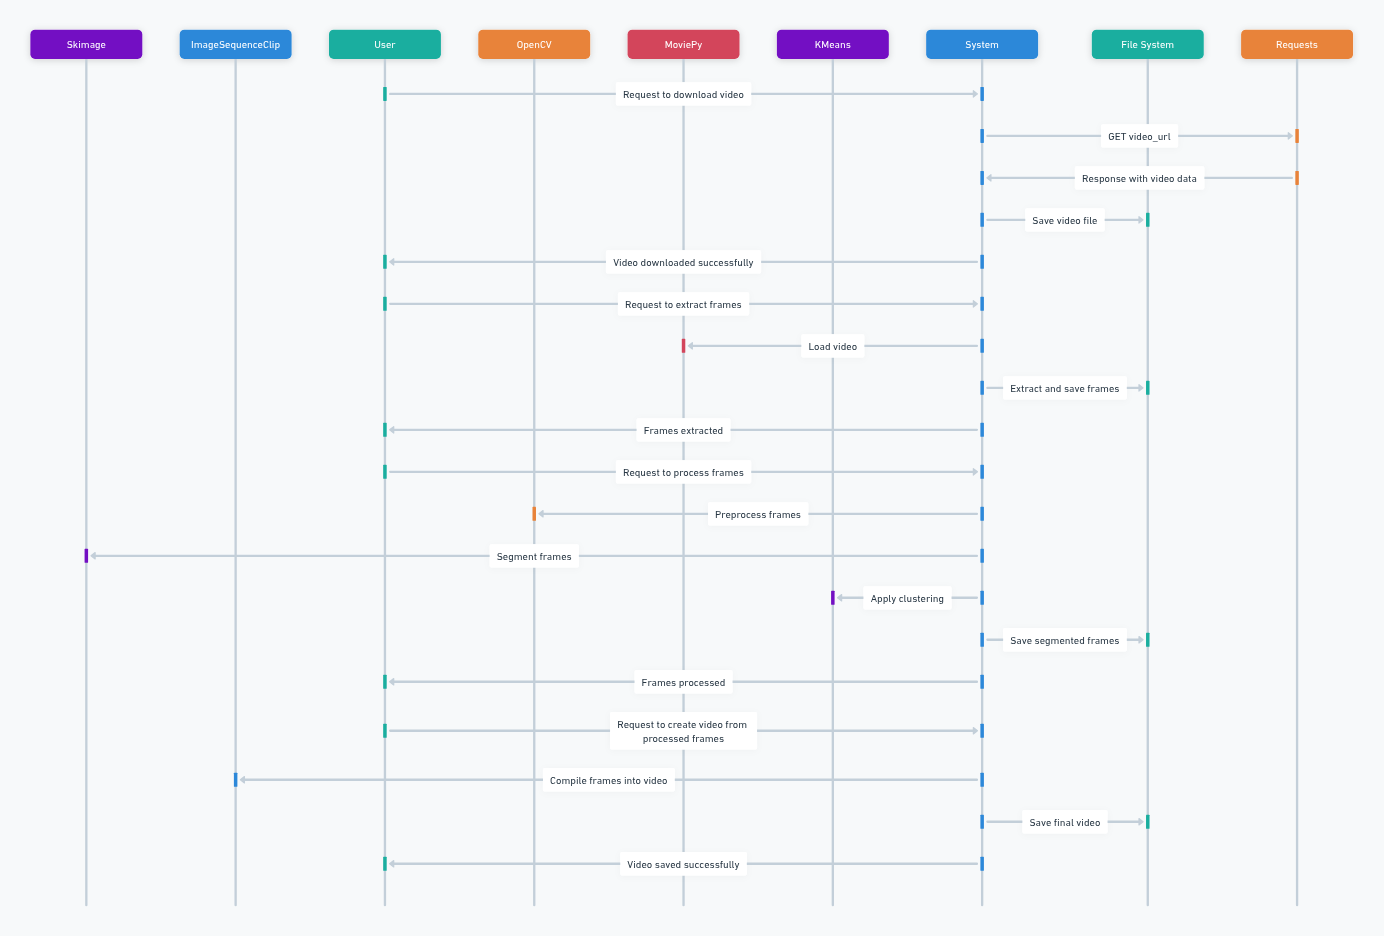 Skimage
ImageSequenceClip
User
OpenCV
MoviePy
KMeans
System
File System
Requests
Request to download video
GET video_url
Response with video data
Save video file
Video downloaded successfully
Request to extract frames
Load video
Extract and save frames
Frames extracted
Request to process frames
Preprocess frames
Segment frames
Apply clustering
Save segmented frames
Frames processed
Request to create video from
processed frames
Compile frames into video
Save final video
Video saved successfully